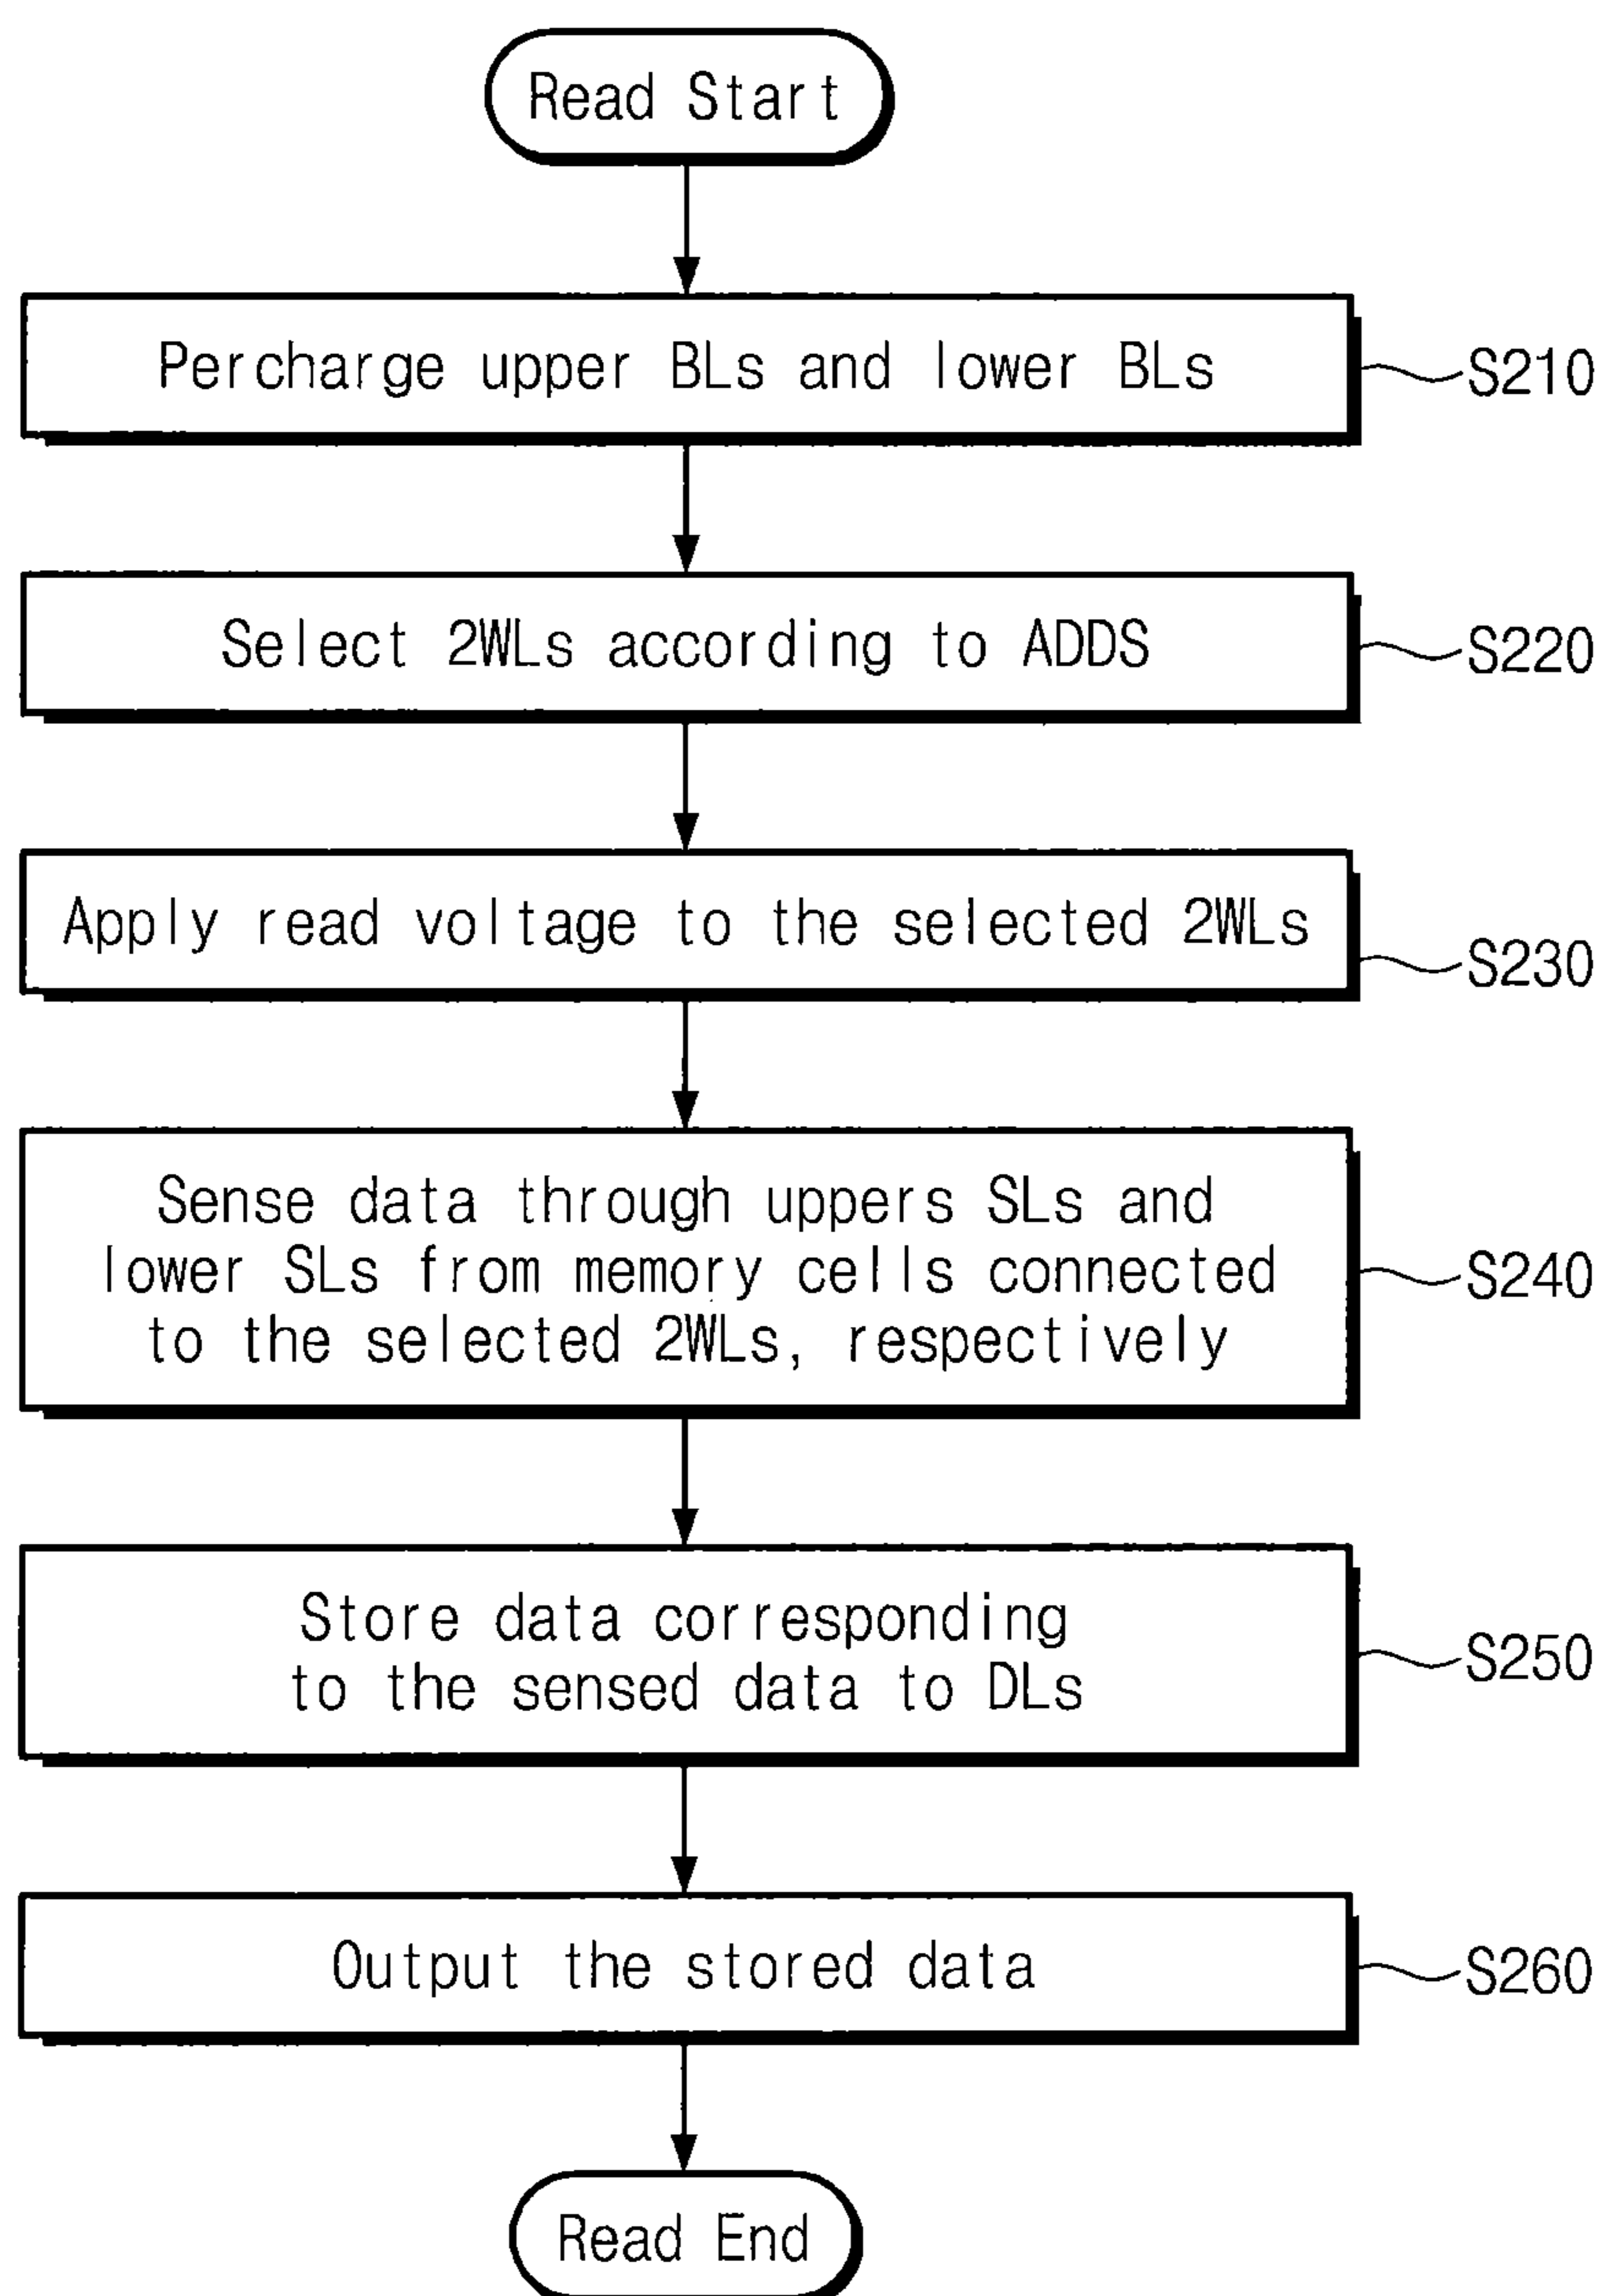 Read Start
Percharge upper BLs and lower BLs
S210
Select 2WLs according to ADDS
S220
Apply read voltage to the selected 2WLs
S230
Sense data through uppers SLs and
lower SLs from memory cells connected
to the selected 2WLs, respectively
S240
Store data corresponding
to the sensed data to DLs
S250
Output the stored data
S260
Read End